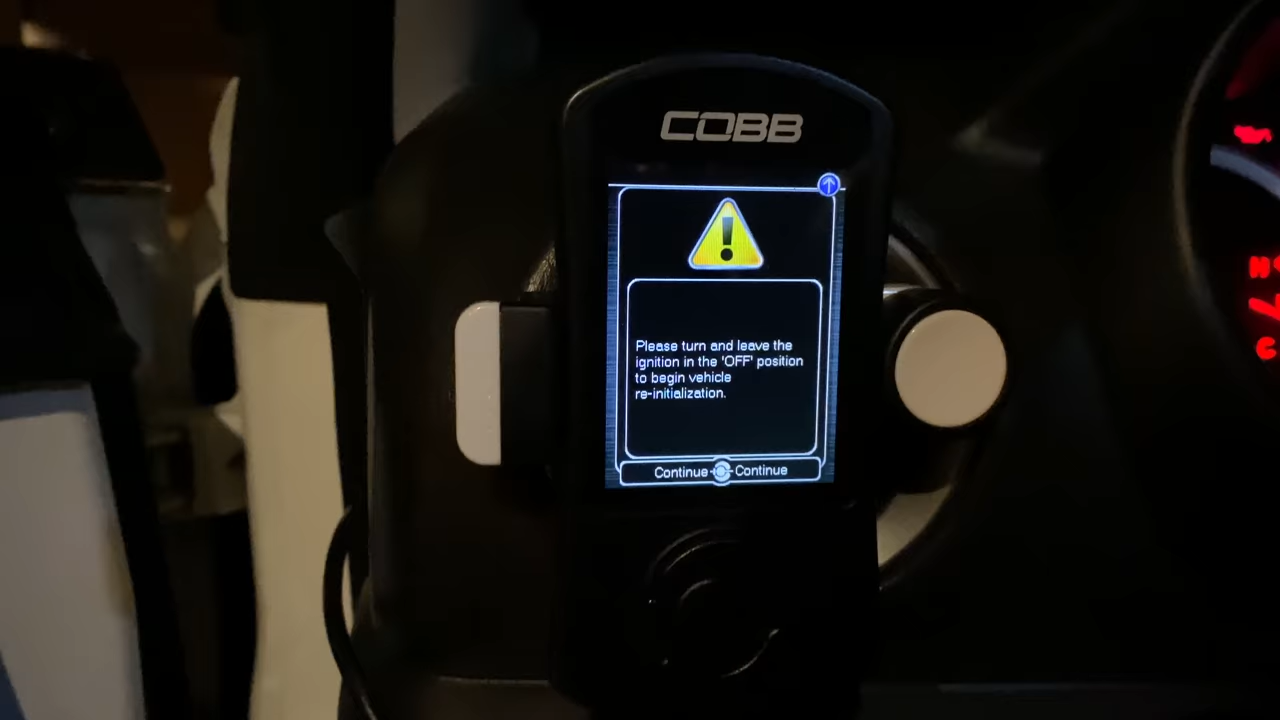 COBB
Please turn and leave the
ignition in the 'OFF' position
to begin vehicle
re-initialization.
Continue Continue
H
C